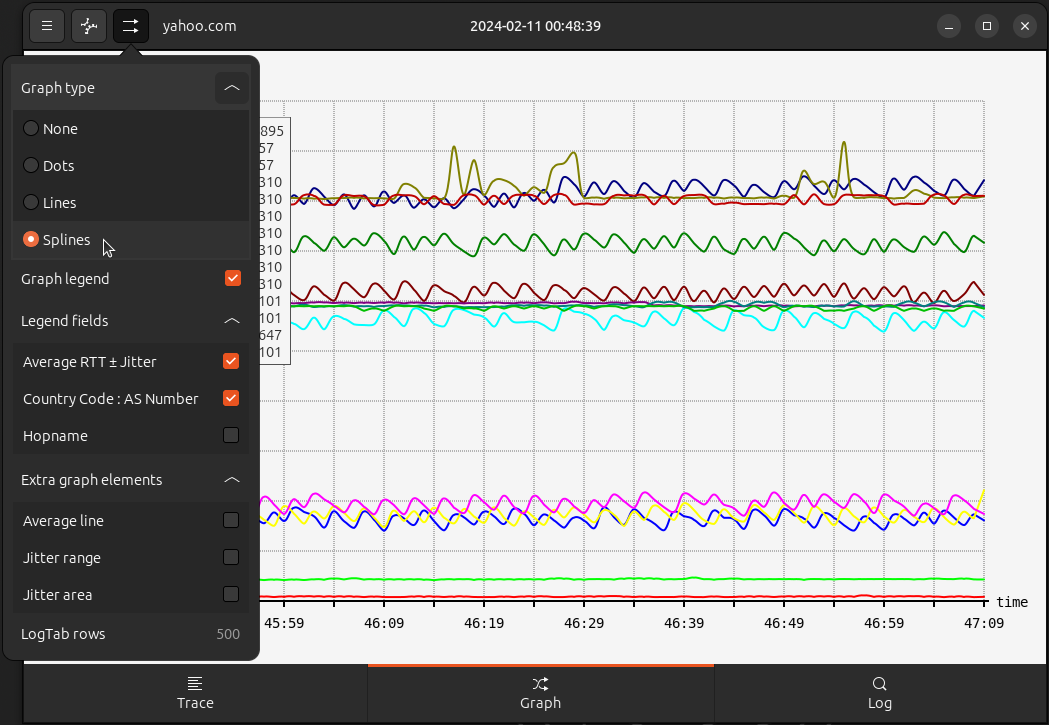 yahoo.com
2024-02-11 00:48:39
Graph type
None
Dots
Lines
Splines
Graph legend
Legend fields
Average RTT ± Jitter
Country Code : AS Number
Hopname
Extra graph elements
Average line
Jitter range
Jitter area
LogTab rows 500
895
57
57
310
310
310
310
310
310
310
101
101
647
101
time
45:59 46:09 46:19 46:29 46:39 46:49 46:59 47:09
Trace
Graph
Log